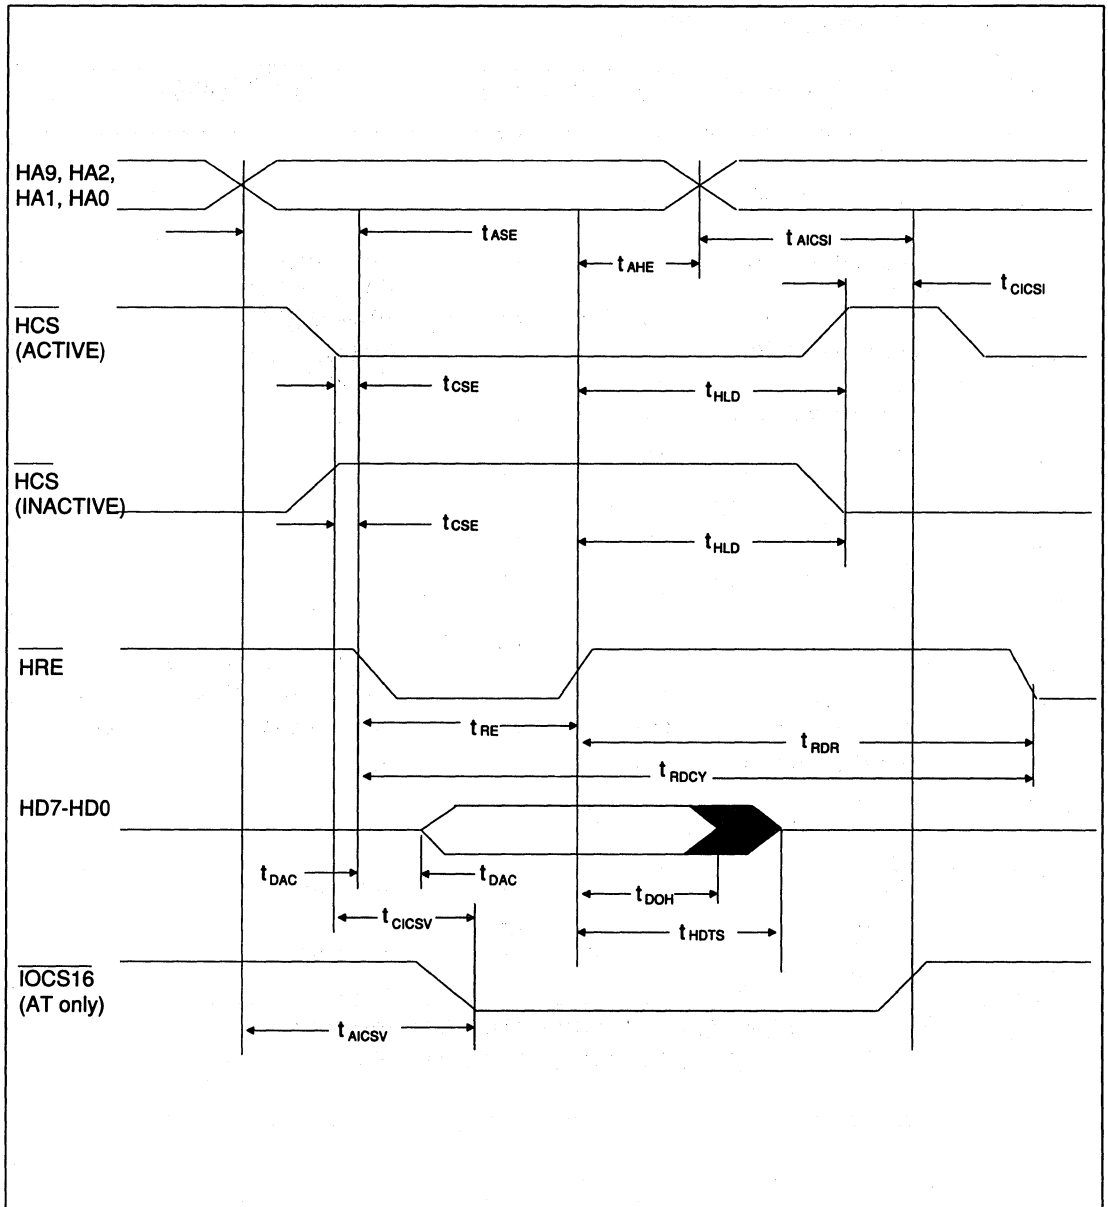 HA9, HA2,
HA1, HA0
tASE
tAICSI
tAHE
tCICSI
HCS
(ACTIVE)
tCSE
tHLD
HCS
(INACTIVE)
tCSE
tHLD
HRE
tRE
tRDR
tRDCY
HD7-HD0
tDAC
tDAC
tDOH
tCICSV
tHDTS
IOCS16
(AT only)
tAICSV